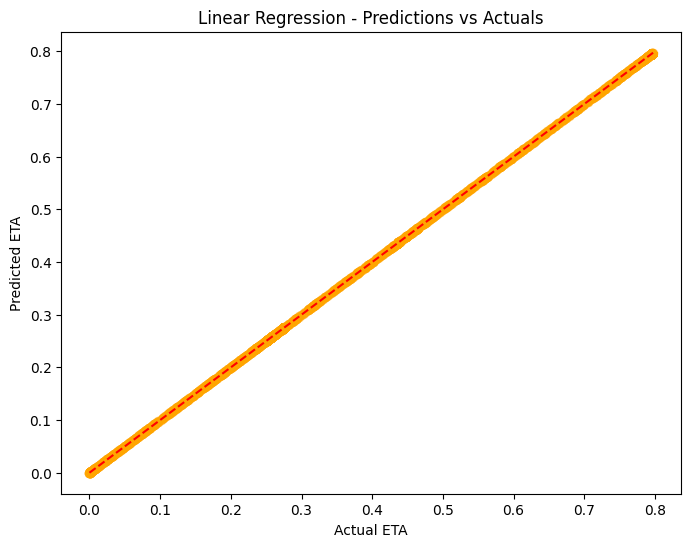 Linear Regression - Predictions vs Actuals
0.8
0.7
0.6
0.5
0.4
0.3
0.2
0.1
0.0
Predicted ETA
0.0 0.1 0.2 0.3 0.4 0.5 0.6 0.7 0.8
Actual ETA